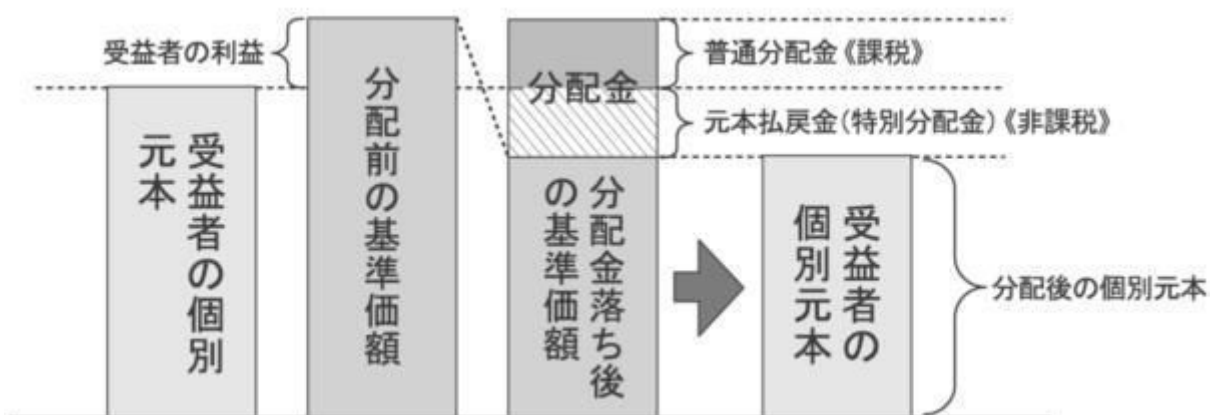 受益者の利益
受益者の個別
元本
分配前の基準価額
分配金
分配金落ち後
の基準価額
普通分配金《課税》
元本払戻金(特別分配金)《非課税》
受益者の
個別元本
分配後の個別元本